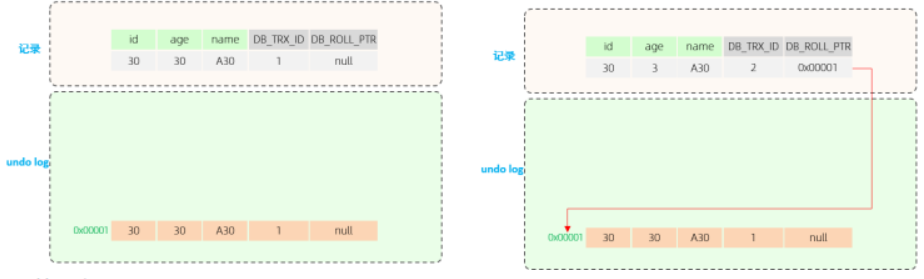 记录
id age name DB_TRX_ID DB_ROLL_PTR
30 30 A30 1 null
undo log
0x00001 30 30 A30 1 null
记录
id age name DB_TRX_ID DB_ROLL_PTR
30 3 A30 2 0x00001
undo log
0x00001 30 30 A30 1 null